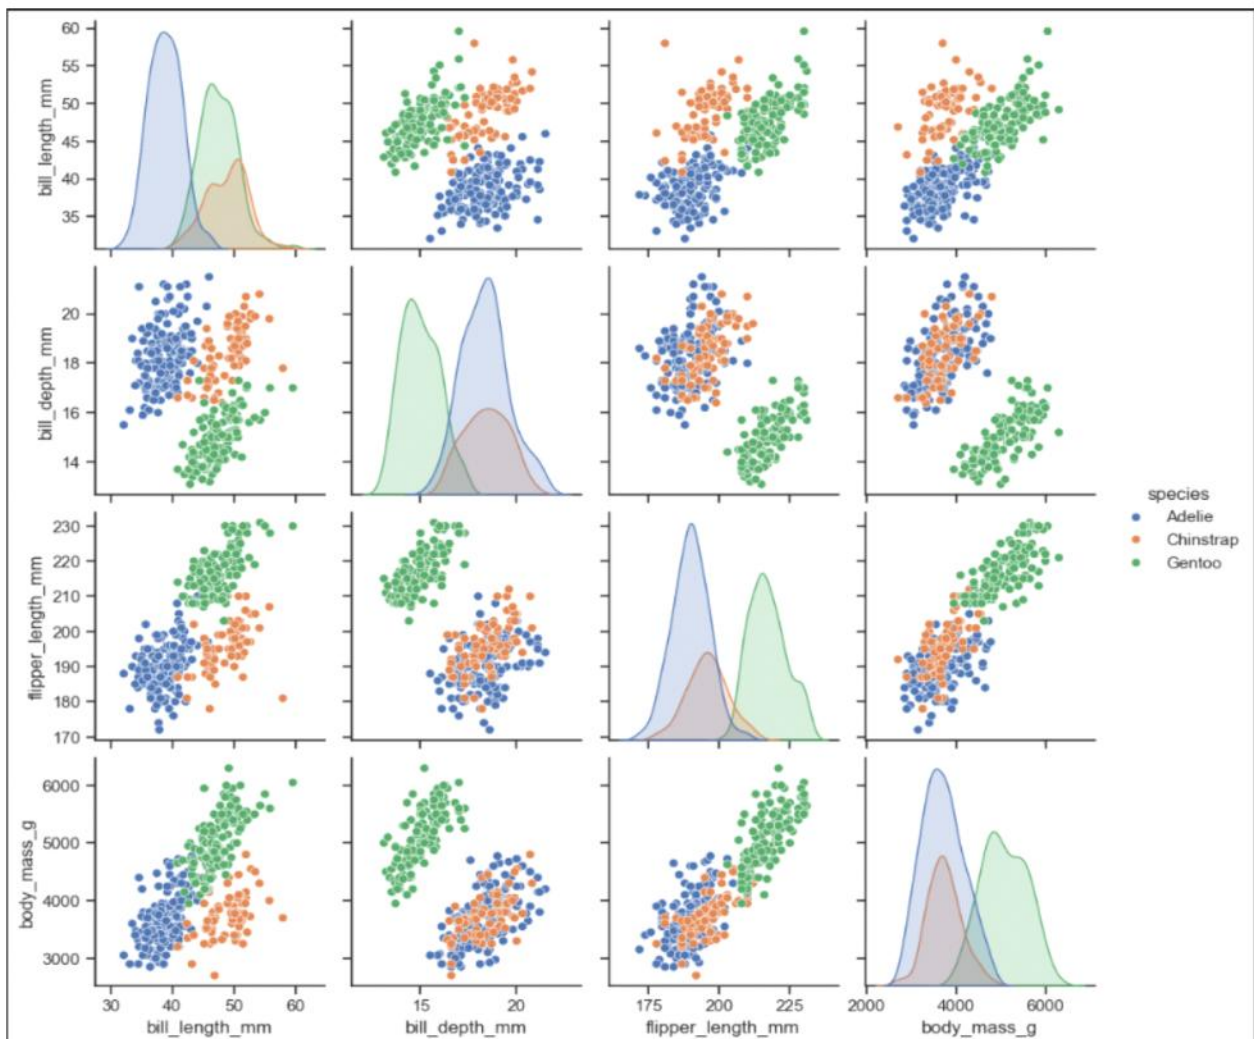 60
55
50
45
40
35
bill_length_mm
20
18
16
14
bill_depth_mm
species
Adelie
Chinstrap
Gentoo
230
220
210
200
190
180
170
flipper_length_mm
6000
5000
4000
3000
body_mass_g
30 40 50 60
15 20
175 200 225
2000 4000 6000
bill_length_mm
bill_depth_mm
flipper_length_mm
body_mass_g